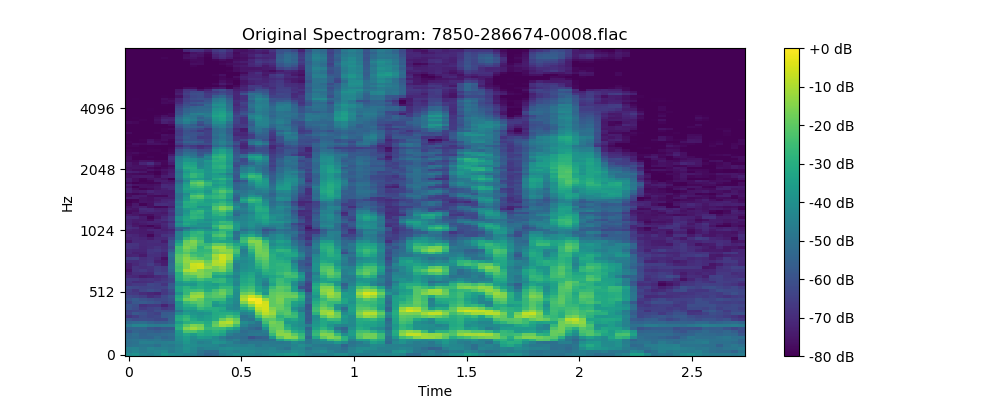 Original Spectrogram: 7850-286674-0008.flac
Hz
4096
2048
1024
512
0
0
0.5
1
1.5
2
2.5
Time
+0 dB
-10 dB
-20 dB
-30 dB
-40 dB
-50 dB
-60 dB
-70 dB
-80 dB